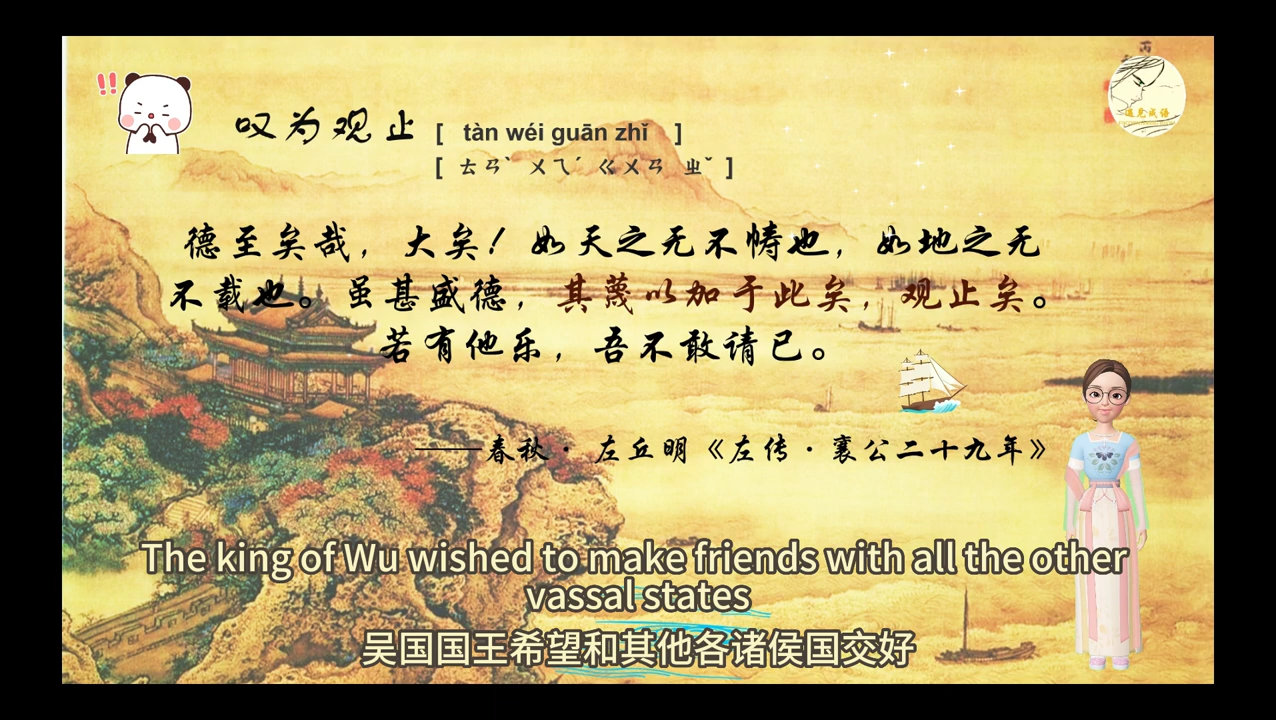 叹为观止 [ tàn wéi guān zhǐ ]
[ ㄊㄢˋ ㄨㄟˊ ㄍㄨㄢ ㄓˇ ]
德至矣哉，大矣！如天之无不帱也，如地之无
不载也。虽甚盛德，其蔑以加于此矣，观止矣。
若有他乐，吾不敢请已。
——春秋·左丘明《左传·襄公二十九年》
The king of Wu wished to make friends with all the other
vassal states
吴国国王希望和其他各诸侯国交好